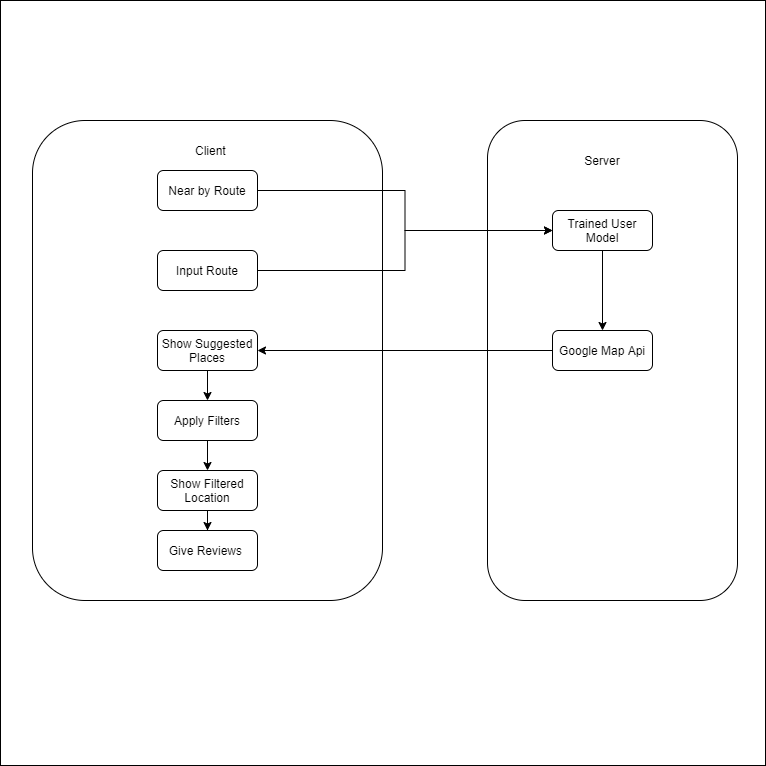 Client
Server
Near by Route
Trained User
Model
Input Route
Show Suggested
Places
Google Map Api
Apply Filters
Show Filtered
Location
Give Reviews